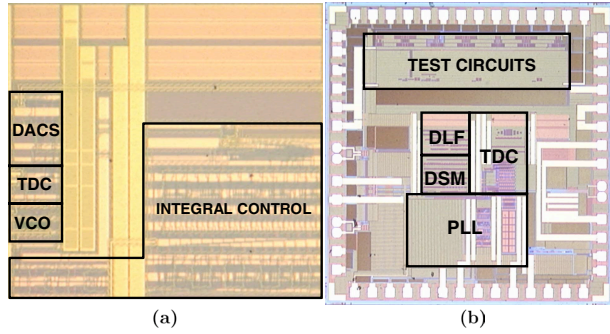 DACS
TDC
VCO
INTEGRAL CONTROL
TEST CIRCUITS
DLF
TDC
DSM
PLL
(a)
(b)